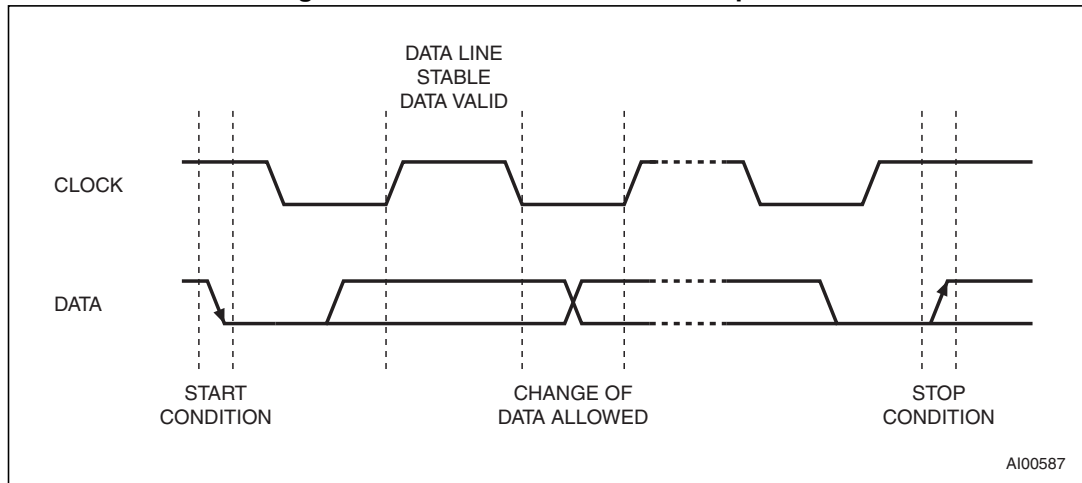 DATA LINE
STABLE
DATA VALID
CLOCK
DATA
START
CONDITION
CHANGE OF
DATA ALLOWED
STOP
CONDITION
AI00587